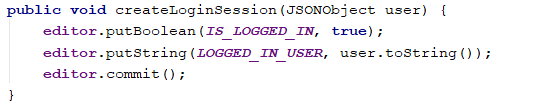 public void createLoginSession(JSONObject user) {
    editor.putBoolean(IS_LOGGED_IN, true);
    editor.putString(LOGGED_IN_USER, user.toString());
    editor.commit();
}